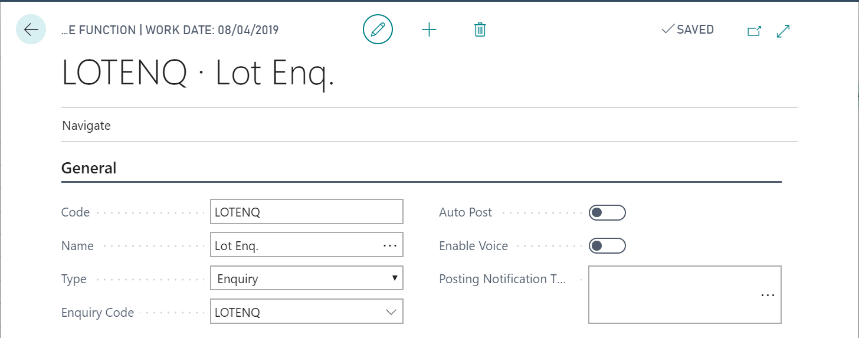 ...E FUNCTION | WORK DATE: 08/04/2019
SAVED
LOTENQ · Lot Enq.
Navigate
General
Code LOTENQ
Auto Post
Name Lot Enq. ...
Enable Voice
Type Enquiry
Posting Notification T... ...
Enquiry Code LOTENQ